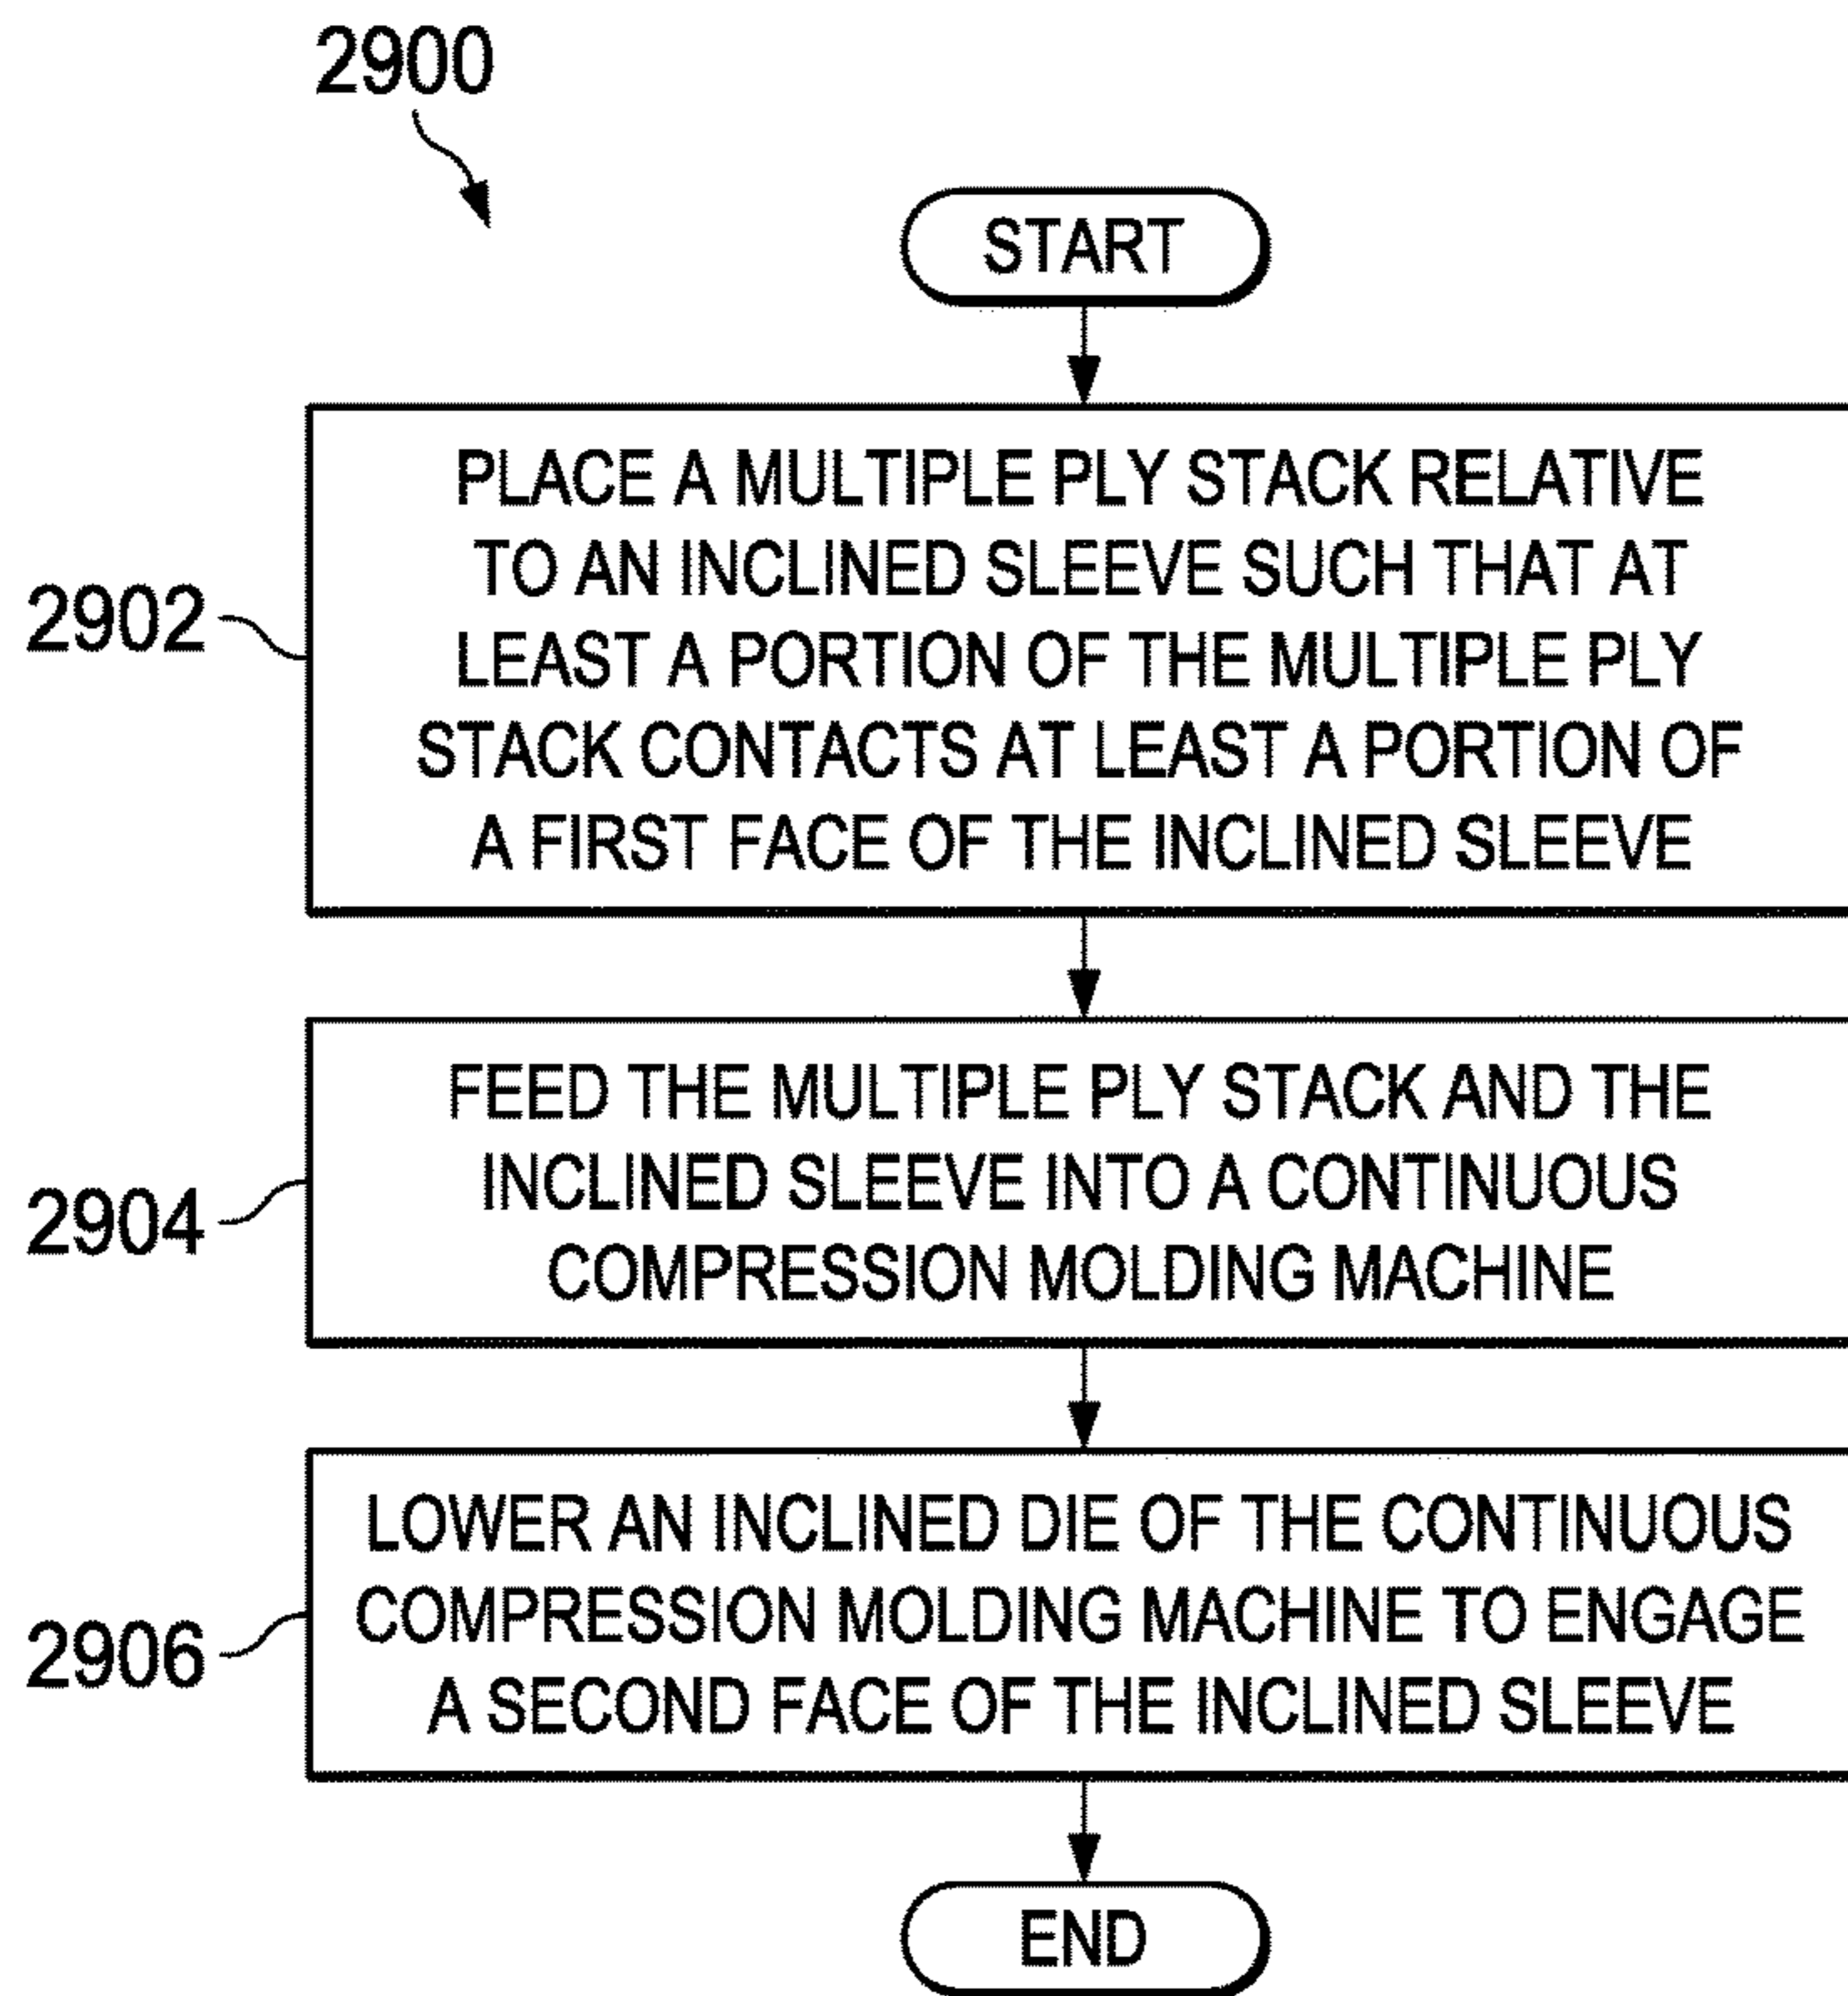 2900
START
PLACE A MULTIPLE PLY STACK RELATIVE
TO AN INCLINED SLEEVE SUCH THAT AT
LEAST A PORTION OF THE MULTIPLE PLY
STACK CONTACTS AT LEAST A PORTION OF
A FIRST FACE OF THE INCLINED SLEEVE
2902
FEED THE MULTIPLE PLY STACK AND THE
INCLINED SLEEVE INTO A CONTINUOUS
COMPRESSION MOLDING MACHINE
2904
LOWER AN INCLINED DIE OF THE CONTINUOUS
COMPRESSION MOLDING MACHINE TO ENGAGE
A SECOND FACE OF THE INCLINED SLEEVE
2906
END